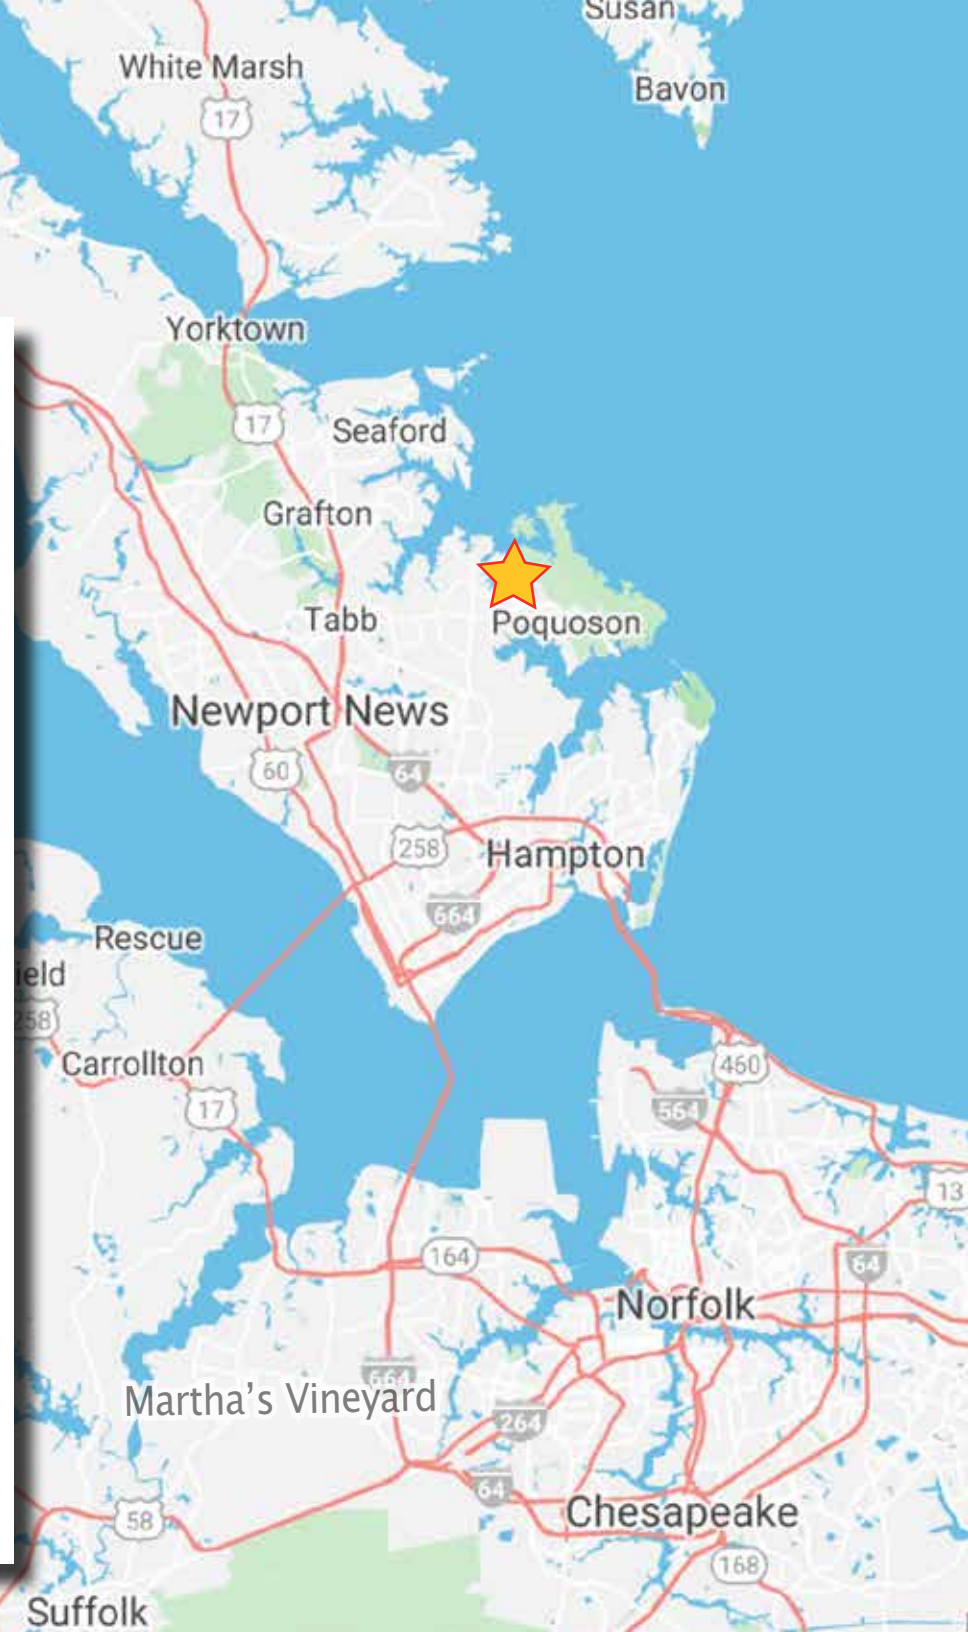 Susan
White Marsh
Bavon
17
Yorktown
17
Seaford
Grafton
Tabb
Poquoson
Newport News
60
64
258
Hampton
664
Rescue
ield
258
Carrollton
460
17
564
13
164
64
Norfolk
664
Martha's Vineyard
264
64
58
Chesapeake
168
Suffolk